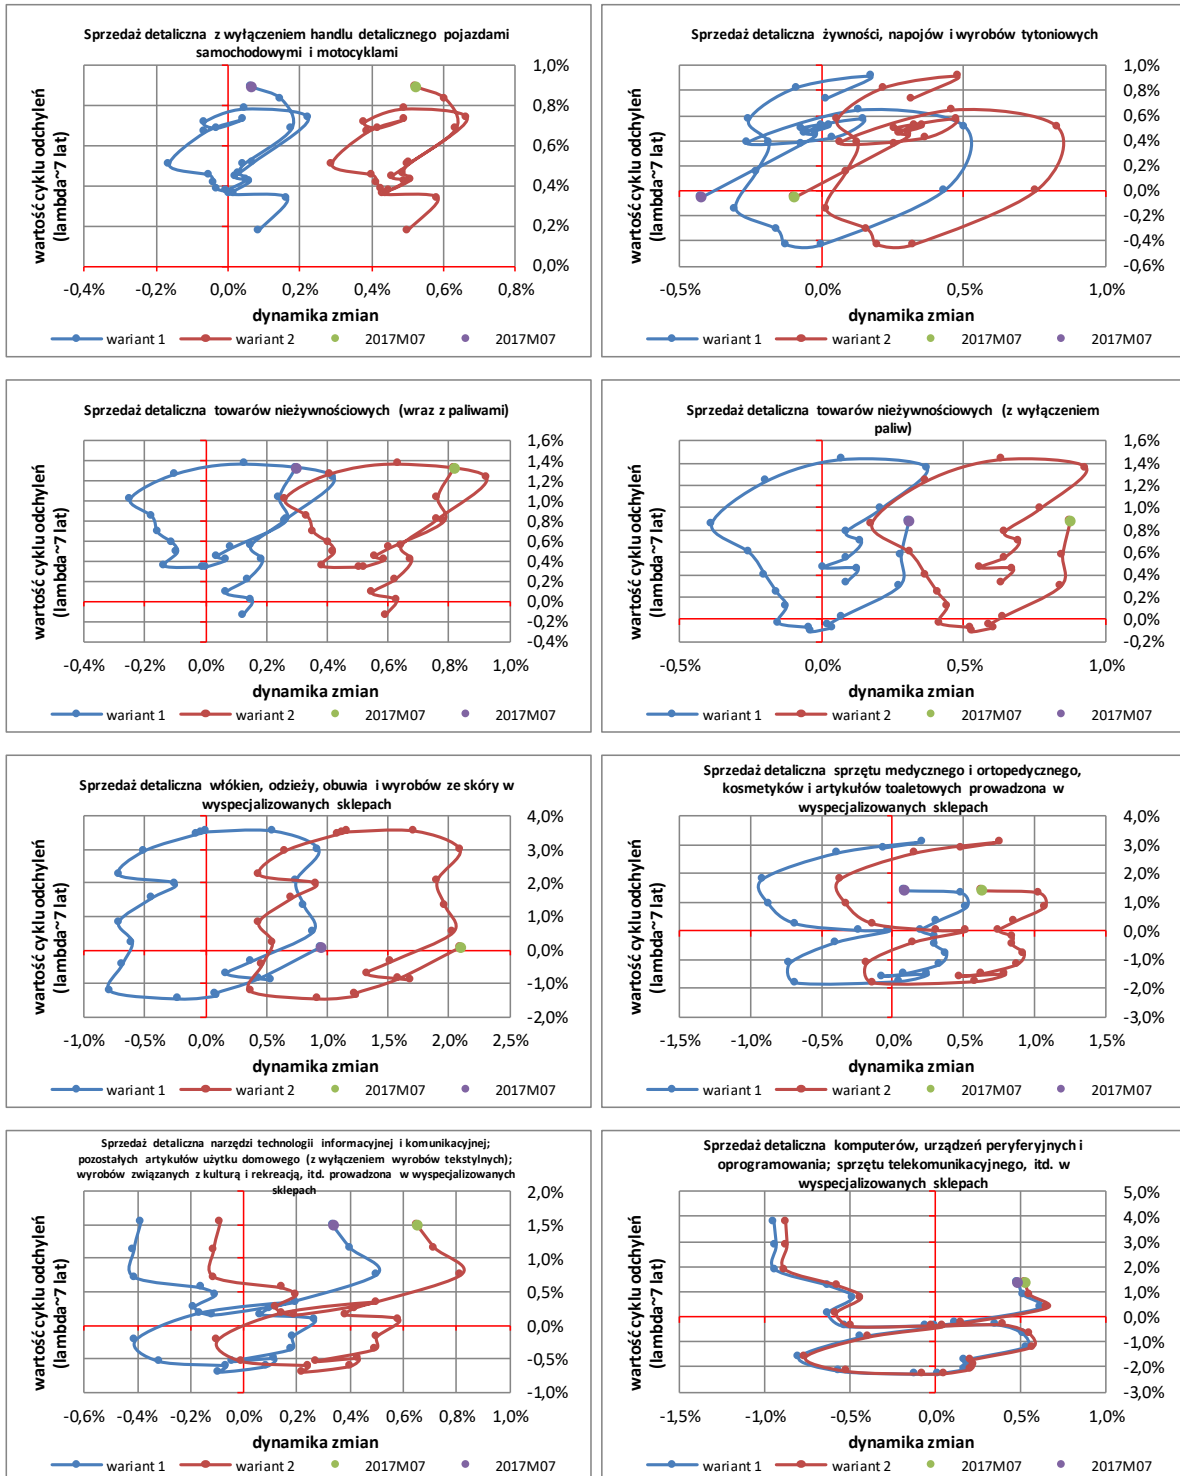 Sprzedaż detaliczna z wyłączeniem handlu detalicznego pojazdami
samochodowymi i motocyklami
1,0%
0,8%
0,6%
0,4%
0,2%
0,0%
-0,4% -0,2% 0,0% 0,2% 0,4% 0,6% 0,8%
wartość cyklu odchyleń
(lambda~7 lat)
dynamika zmian
wariant 1 wariant 2 2017M07 2017M07
Sprzedaż detaliczna żywności, napojów i wyrobów tytoniowych
1,0%
0,8%
0,6%
0,4%
0,2%
0,0%
-0,2%
-0,4%
-0,6%
-0,5% 0,0% 0,5% 1,0%
wartość cyklu odchyleń
(lambda~7 lat)
dynamika zmian
wariant 1 wariant 2 2017M07 2017M07
Sprzedaż detaliczna towarów nieżywnościowych (wraz z paliwami)
1,6%
1,4%
1,2%
1,0%
0,8%
0,6%
0,4%
0,2%
0,0%
-0,2%
-0,4%
-0,4% -0,2% 0,0% 0,2% 0,4% 0,6% 0,8% 1,0%
wartość cyklu odchyleń
(lambda~7 lat)
dynamika zmian
wariant 1 wariant 2 2017M07 2017M07
Sprzedaż detaliczna towarów nieżywnościowych (z wyłączeniem
paliw)
1,6%
1,4%
1,2%
1,0%
0,8%
0,6%
0,4%
0,2%
0,0%
-0,2%
-0,5% 0,0% 0,5% 1,0%
wartość cyklu odchyleń
(lambda~7 lat)
dynamika zmian
wariant 1 wariant 2 2017M07 2017M07
Sprzedaż detaliczna włókien, odzieży, obuwia i wyrobów ze skóry w
wyspecjalizowanych sklepach
4,0%
3,0%
2,0%
1,0%
0,0%
-1,0%
-2,0%
-1,0% -0,5% 0,0% 0,5% 1,0% 1,5% 2,0% 2,5%
wartość cyklu odchyleń
(lambda~7 lat)
dynamika zmian
wariant 1 wariant 2 2017M07 2017M07
Sprzedaż detaliczna sprzętu medycznego i ortopedycznego,
kosmetyków i artykułów toaletowych prowadzona w
wyspecjalizowanych sklepach
4,0%
3,0%
2,0%
1,0%
0,0%
-1,0%
-2,0%
-3,0%
-1,5% -1,0% -0,5% 0,0% 0,5% 1,0% 1,5%
wartość cyklu odchyleń
(lambda~7 lat)
dynamika zmian
wariant 1 wariant 2 2017M07 2017M07
Sprzedaż detaliczna narzędzi technologii informacyjnej i komunikacyjnej;
pozostałych artykułów użytku domowego (z wyłączeniem wyrobów tekstylnych);
wyrobów związanych z kulturą i rekreacją, itd. prowadzona w wyspecjalizowanych
sklepach
2,0%
1,5%
1,0%
0,5%
0,0%
-0,5%
-1,0%
-0,6% -0,4% -0,2% 0,0% 0,2% 0,4% 0,6% 0,8% 1,0%
wartość cyklu odchyleń
(lambda~7 lat)
dynamika zmian
wariant 1 wariant 2 2017M07 2017M07
Sprzedaż detaliczna komputerów, urządzeń peryferyjnych i
oprogramowania; sprzętu telekomunikacyjnego, itd. w
wyspecjalizowanych sklepach
5,0%
4,0%
3,0%
2,0%
1,0%
0,0%
-1,0%
-2,0%
-3,0%
-1,5% -1,0% -0,5% 0,0% 0,5% 1,0%
wartość cyklu odchyleń
(lambda~7 lat)
dynamika zmian
wariant 1 wariant 2 2017M07 2017M07